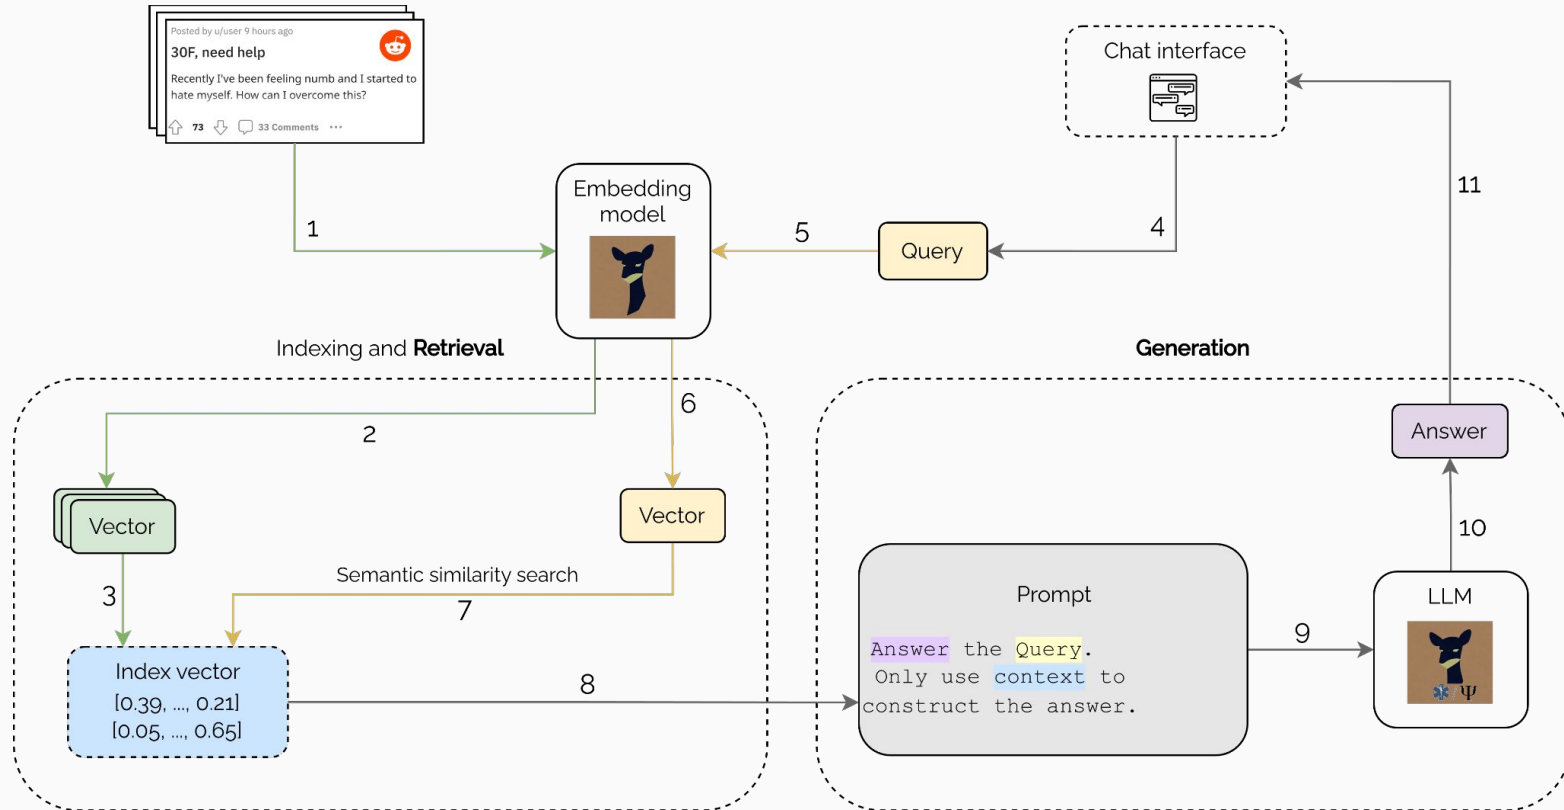 Posted by u/user 9 hours ago
30F, need help
Recently I've been feeling numb and I started to
hate myself. How can I overcome this?
73
33 Comments
Chat interface
1
Embedding
model
5
Query
4
11
Indexing and Retrieval
Generation
2
6
Answer
Vector
Vector
10
3
Semantic similarity search
7
Index vector
[0.39, ..., 0.21]
[0.05, ..., 0.65]
8
Prompt
Answer the Query.
Only use context to
construct the answer.
9
LLM
Ψ